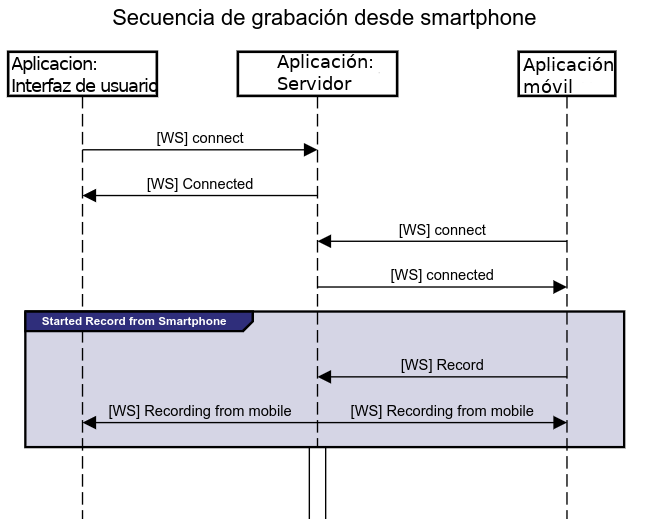 Secuencia de grabación desde smartphone
Aplicacion:
Interfaz de usuario
Aplicación:
Servidor
Aplicación
móvil
[WS] connect
[WS] Connected
[WS] connect
[WS] connected
Started Record from Smartphone
[WS] Record
[WS] Recording from mobile
[WS] Recording from mobile